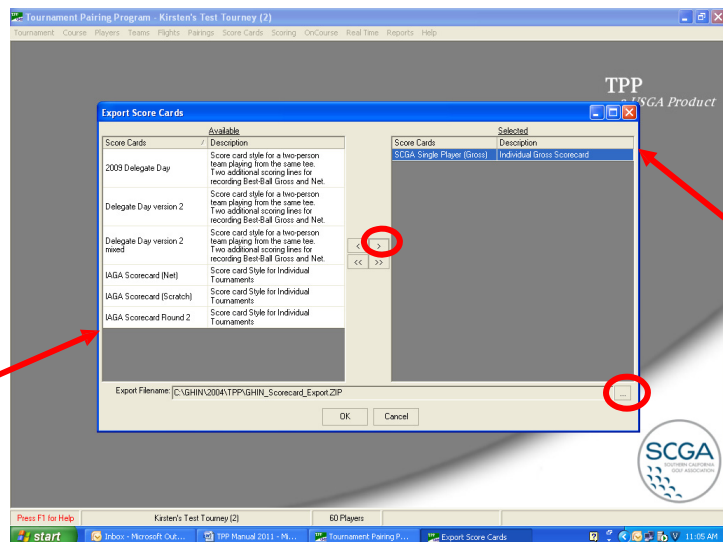 Tournament Pairing Program - Kirsten's Test Tourney (2)
Tournament Course Players Teams Flights Pairings Score Cards Scoring OnCourse Real Time Reports Help
TPP
a USGA Product
Export Score Cards
Available
Score Cards / Description
2009 Delegate Day
Score card style for a two-person
team playing from the same tee.
Two additional scoring lines for
recording Best-Ball Gross and Net.
Delegate Day version 2
Score card style for a two-person
team playing from the same tee.
Two additional scoring lines for
recording Best-Ball Gross and Net.
Delegate Day version 2
mixed
Score card style for a two-person
team playing from the same tee.
Two additional scoring lines for
recording Best-Ball Gross and Net.
IAGA Scorecard (Net)
Score card Style for Individual
Tournaments
IAGA Scorecard (Scratch)
Score card Style for Individual
Tournaments
IAGA Scorecard Round 2
Score card Style for Individual
Tournaments
< >
<< >>
Selected
Score Cards Description
SCGA Single Player (Gross) Individual Gross Scorecard
Export Filename: C:\GHIN\2004\TPP\GHIN_Scorecard_Export.ZIP ...
OK Cancel
SCGA
SOUTHERN CALIFORNIA
GOLF ASSOCIATION
Press F1 for Help Kirsten's Test Tourney (2) 60 Players
start Inbox - Microsoft Out... TPP Manual 2011 - Mi... Tournament Pairing P... Export Score Cards 11:05 AM